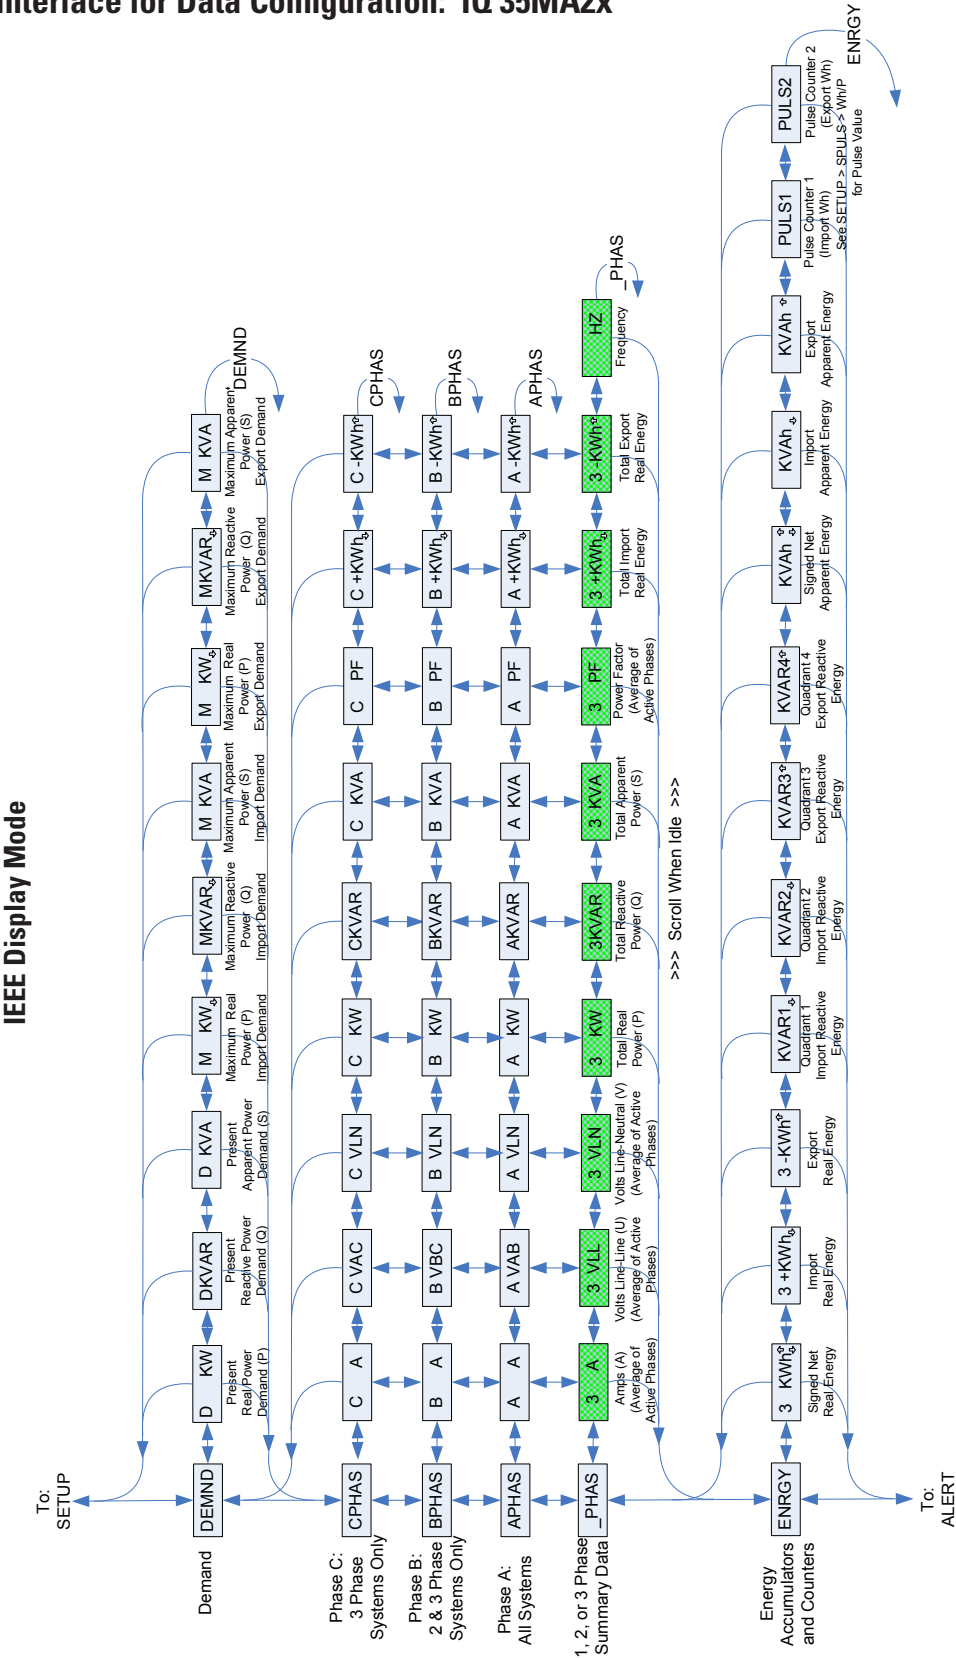 Interface for Data Configuration: TQ 35MA2x
IEEE Display Mode
To:
SETUP
Demand
DEMND
D KW
Present
Real Power
Demand (P)
DKVAR
Present
Reactive Power
Demand (Q)
D KVA
Present
Apparent Power
Demand (S)
M KW
Maximum Real
Power (P)
Import Demand
MKVAR
Maximum Reactive
Power (Q)
Import Demand
M KVA
Maximum Apparent
Power (S)
Import Demand
M KW
Maximum Real
Power (P)
Export Demand
MKVAR
Maximum Reactive
Power (Q)
Export Demand
M KVA
Maximum Apparent
Power (S)
Export Demand
DEMND
Phase C:
3 Phase
Systems Only
CPHAS
C A
C VAC
C VLN
C KW
CKVAR
C KVA
C PF
C +KWh
C -KWh
CPHAS
Phase B:
2 & 3 Phase
Systems Only
BPHAS
B A
B VBC
B VLN
B KW
BKVAR
B KVA
B PF
B +KWh
B -KWh
BPHAS
Phase A:
All Systems
APHAS
A A
A VAB
A VLN
A KW
AKVAR
A KVA
A PF
A +KWh
A -KWh
APHAS
1, 2, or 3 Phase
Summary Data
_PHAS
3 A
Amps (A)
(Average of
Active Phases)
3 VLL
Volts Line-Line (U)
(Average of Active
Phases)
3 VLN
Volts Line-Neutral (V)
(Average of Active
Phases)
3 KW
Total Real
Power (P)
3KVAR
Total Reactive
Power (Q)
3 KVA
Total Apparent
Power (S)
3 PF
Power Factor
(Average of
Active Phases)
3 +KWh
Total Import
Real Energy
3 -KWh
Total Export
Real Energy
HZ
Frequency
_PHAS
>>> Scroll When Idle >>>
Energy
Accumulators
and Counters
ENRGY
3 KWh
Signed Net
Real Energy
3 +KWh
Import
Real Energy
3 -KWh
Export
Real Energy
KVAR1
Quadrant 1
Import Reactive
Energy
KVAR2
Quadrant 2
Import Reactive
Energy
KVAR3
Quadrant 3
Export Reactive
Energy
KVAR4
Quadrant 4
Export Reactive
Energy
KVAh
Signed Net
Apparent Energy
KVAh
Import
Apparent Energy
KVAh
Export
Apparent Energy
PULS1
Pulse Counter 1
(Import Wh)
PULS2
Pulse Counter 2
(Export Wh)
See SETUP > SPULS > Wh/P
for Pulse Value
ENRGY
To:
ALERT